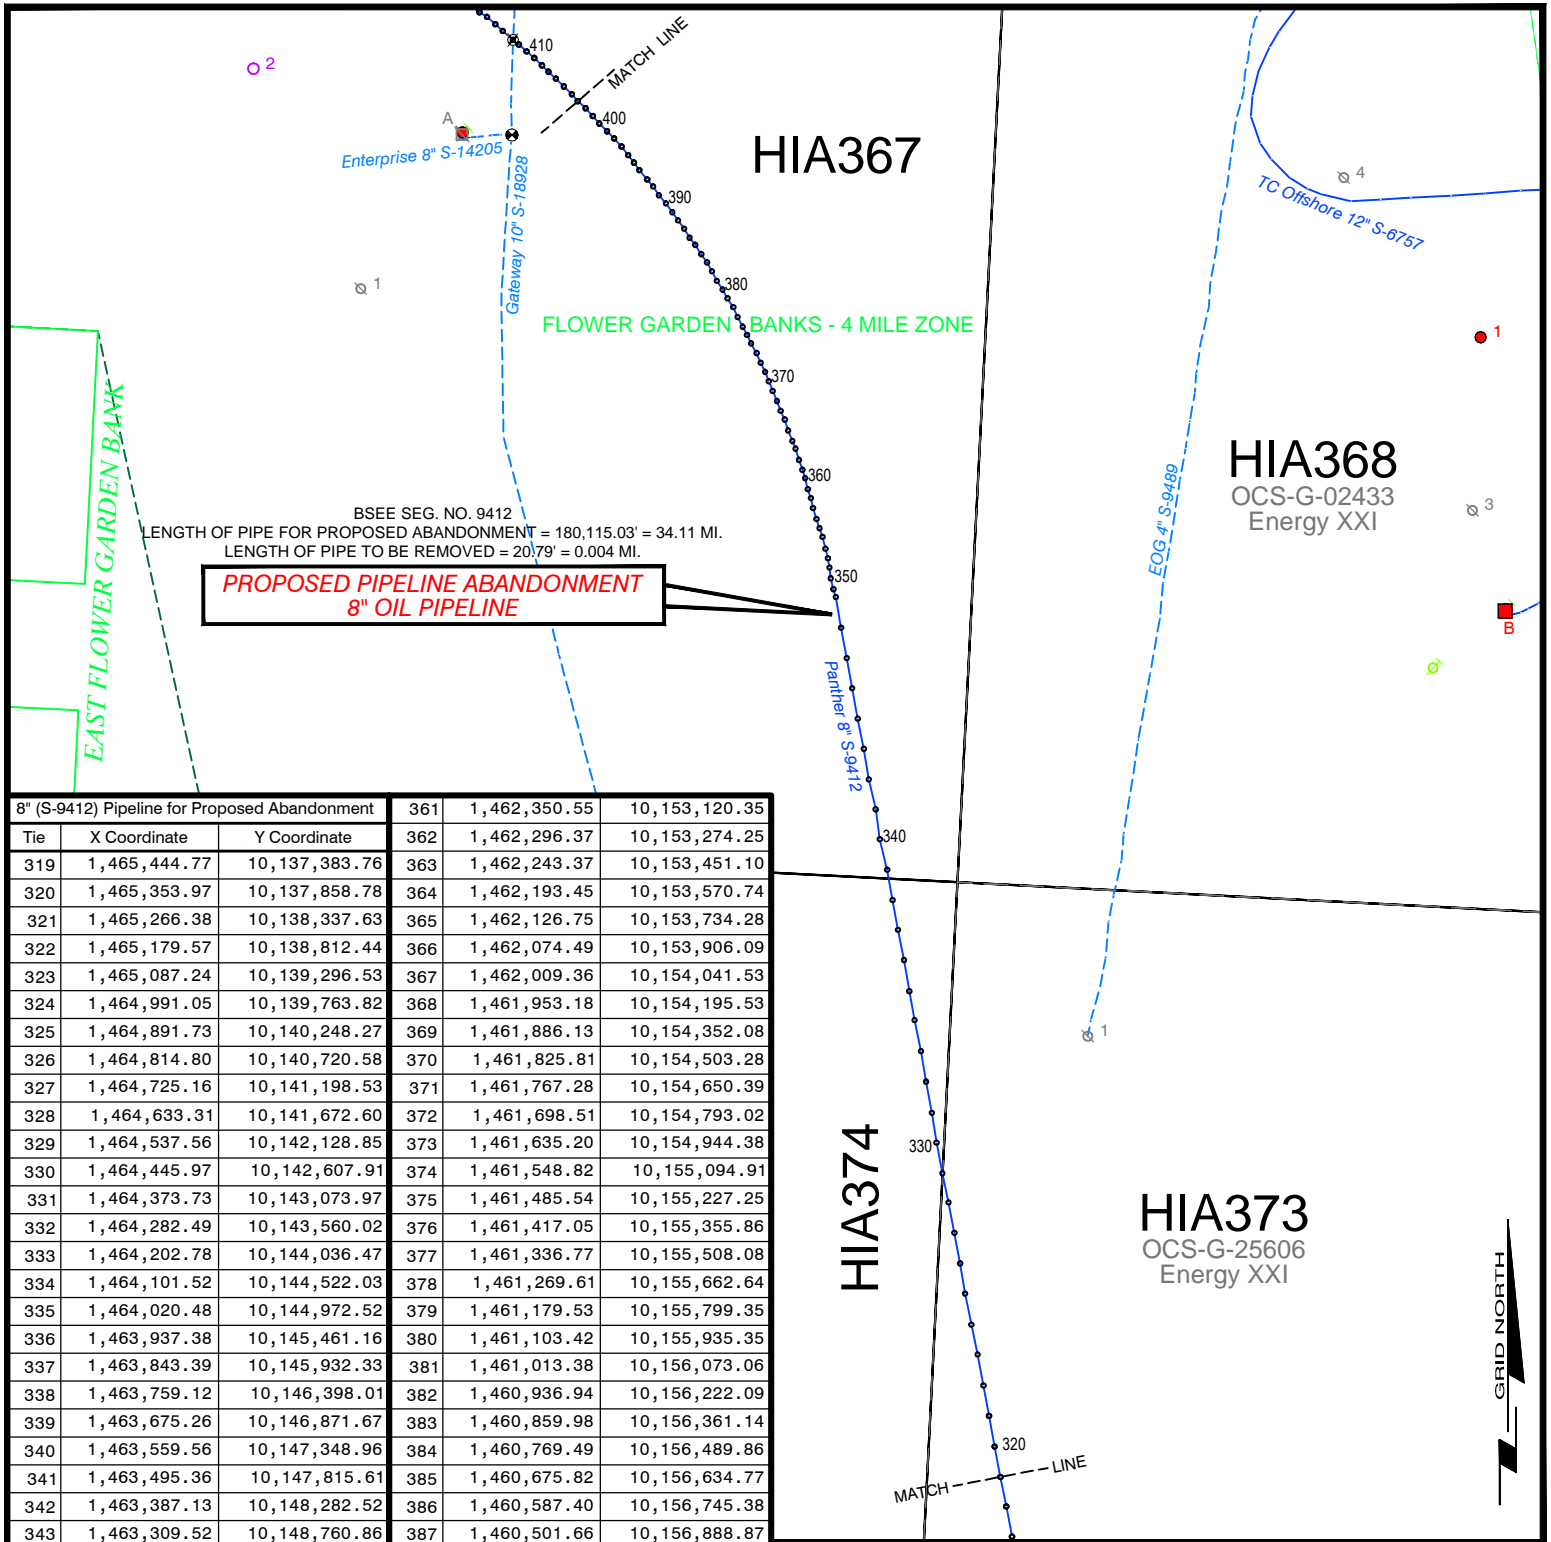 410
MATCH LINE
2
A
400
Enterprise 8" S-14205
Gateway 10" S-18928
HIA367
4
TC Offshore 12" S-6757
390
1
380
FLOWER GARDEN BANKS - 4 MILE ZONE
1
370
EAST FLOWER GARDEN BANK
HIA368
OCS-G-02433
Energy XXI
360
EOG 4" S-9489
3
BSEE SEG. NO. 9412
LENGTH OF PIPE FOR PROPOSED ABANDONMENT = 180,115.03' = 34.11 MI.
LENGTH OF PIPE TO BE REMOVED = 20.79' = 0.004 MI.
PROPOSED PIPELINE ABANDONMENT
8" OIL PIPELINE
350
B
Panther 8" S-9412
340
1
330
HIA374
HIA373
OCS-G-25606
Energy XXI
GRID NORTH
320
MATCH LINE
8" (S-9412) Pipeline for Proposed Abandonment
Tie X Coordinate Y Coordinate
319 1,465,444.77 10,137,383.76
320 1,465,353.97 10,137,858.78
321 1,465,266.38 10,138,337.63
322 1,465,179.57 10,138,812.44
323 1,465,087.24 10,139,296.53
324 1,464,991.05 10,139,763.82
325 1,464,891.73 10,140,248.27
326 1,464,814.80 10,140,720.58
327 1,464,725.16 10,141,198.53
328 1,464,633.31 10,141,672.60
329 1,464,537.56 10,142,128.85
330 1,464,445.97 10,142,607.91
331 1,464,373.73 10,143,073.97
332 1,464,282.49 10,143,560.02
333 1,464,202.78 10,144,036.47
334 1,464,101.52 10,144,522.03
335 1,464,020.48 10,144,972.52
336 1,463,937.38 10,145,461.16
337 1,463,843.39 10,145,932.33
338 1,463,759.12 10,146,398.01
339 1,463,675.26 10,146,871.67
340 1,463,559.56 10,147,348.96
341 1,463,495.36 10,147,815.61
342 1,463,387.13 10,148,282.52
343 1,463,309.52 10,148,760.86
361 1,462,350.55 10,153,120.35
362 1,462,296.37 10,153,274.25
363 1,462,243.37 10,153,451.10
364 1,462,193.45 10,153,570.74
365 1,462,126.75 10,153,734.28
366 1,462,074.49 10,153,906.09
367 1,462,009.36 10,154,041.53
368 1,461,953.18 10,154,195.53
369 1,461,886.13 10,154,352.08
370 1,461,825.81 10,154,503.28
371 1,461,767.28 10,154,650.39
372 1,461,698.51 10,154,793.02
373 1,461,635.20 10,154,944.38
374 1,461,548.82 10,155,094.91
375 1,461,485.54 10,155,227.25
376 1,461,417.05 10,155,355.86
377 1,461,336.77 10,155,508.08
378 1,461,269.61 10,155,662.64
379 1,461,179.53 10,155,799.35
380 1,461,103.42 10,155,935.35
381 1,461,013.38 10,156,073.06
382 1,460,936.94 10,156,222.09
383 1,460,859.98 10,156,361.14
384 1,460,769.49 10,156,489.86
385 1,460,675.82 10,156,634.77
386 1,460,587.40 10,156,745.38
387 1,460,501.66 10,156,888.87